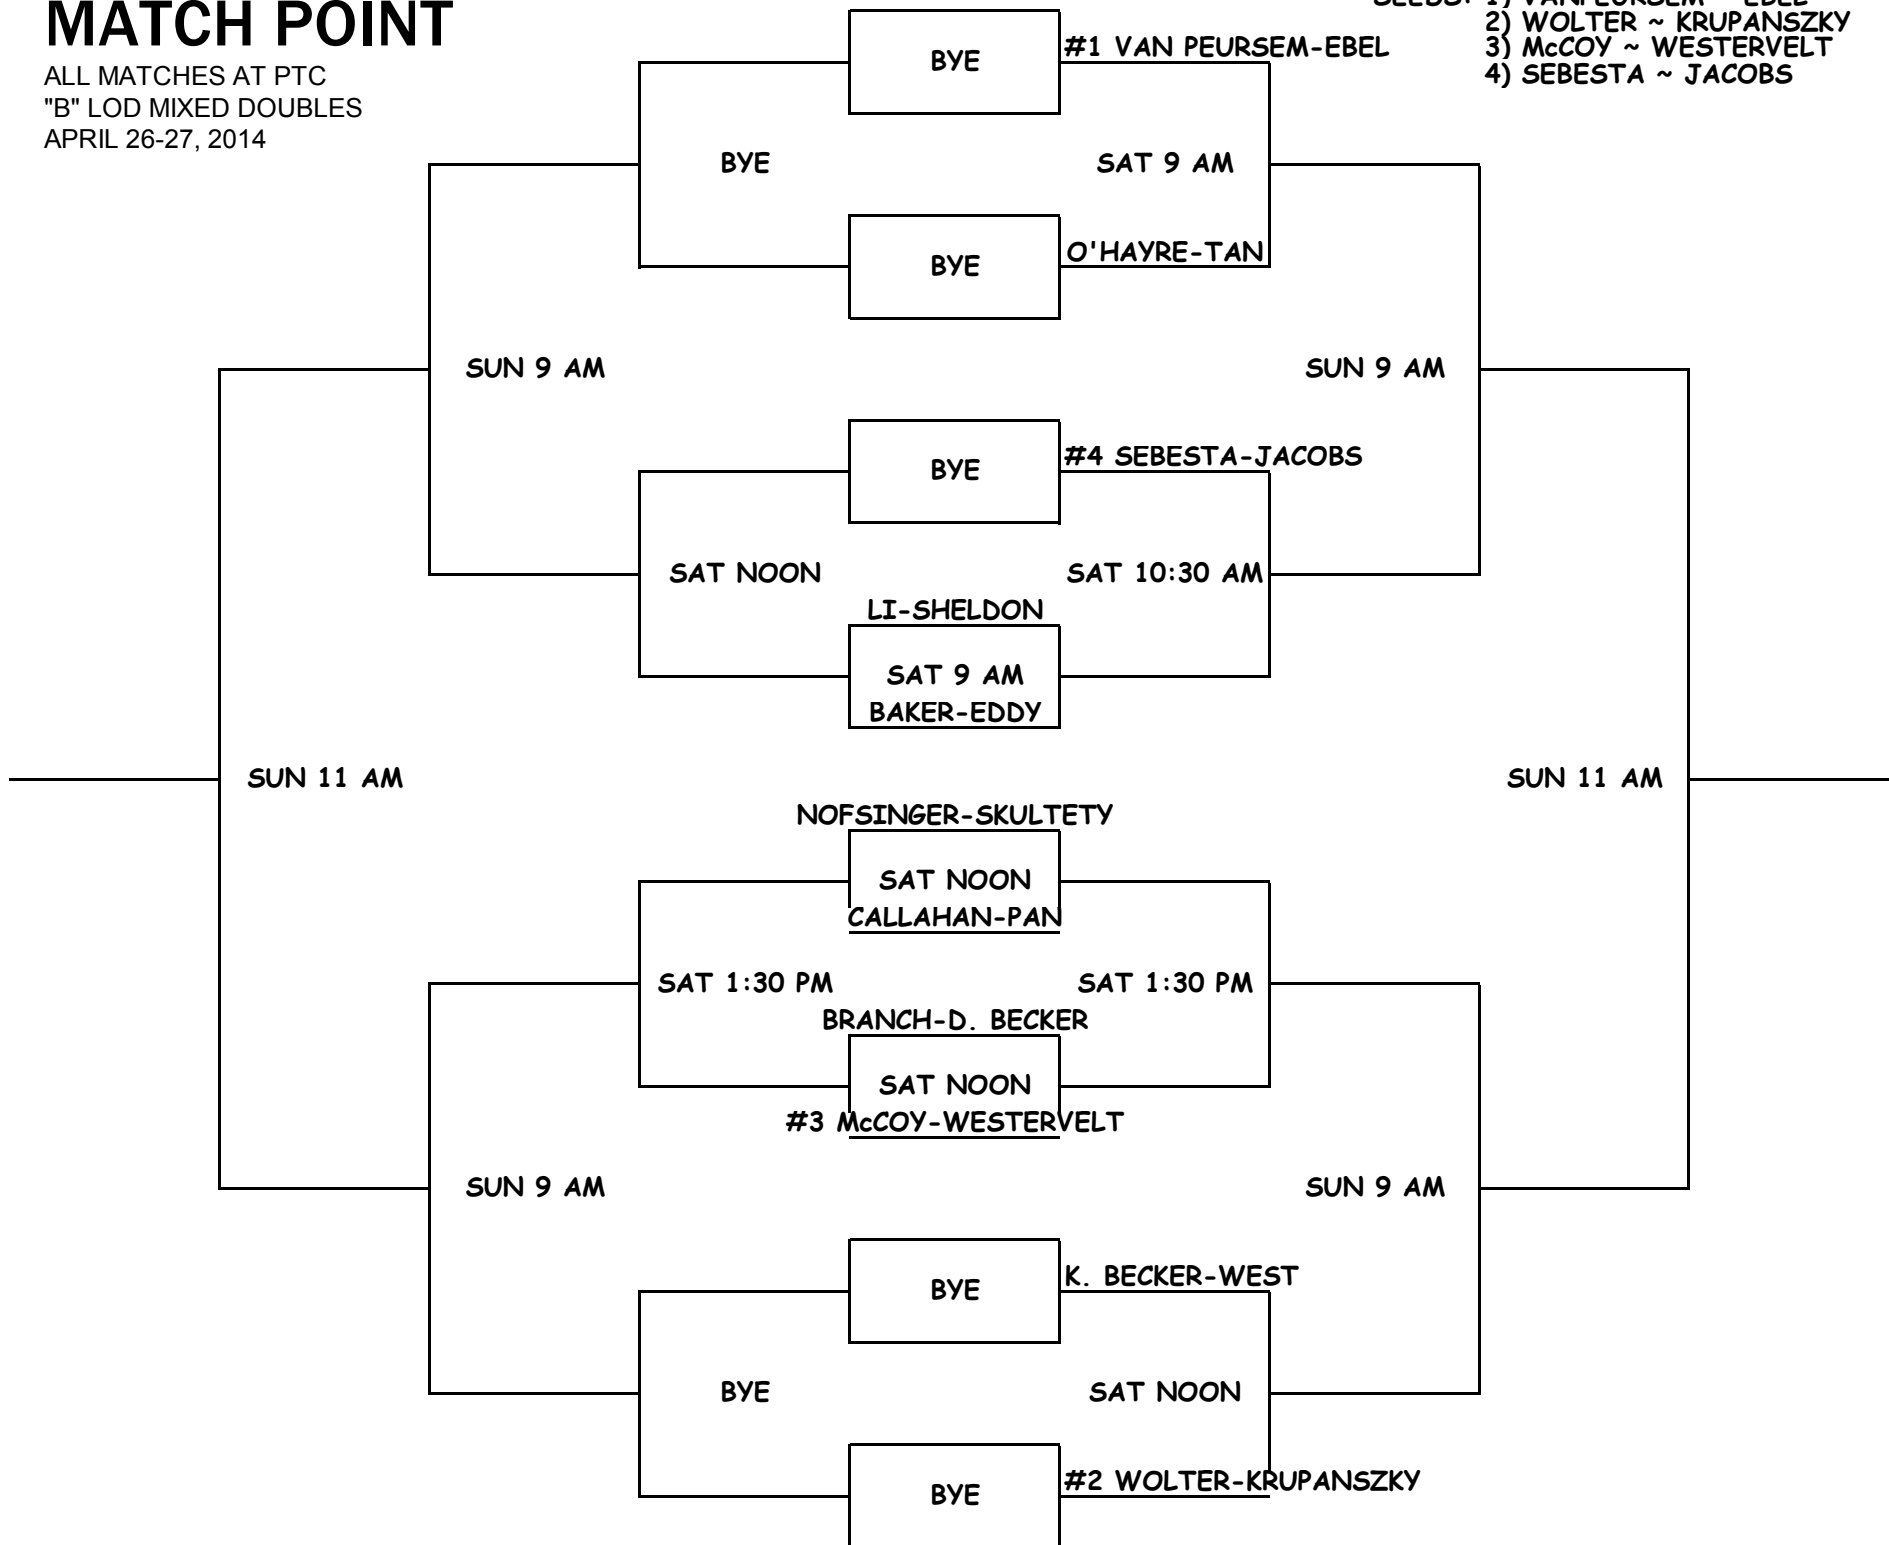 MATCH POINT
SEEDS: 1) VANPEURSEM ~ EBEL
2) WOLTER ~ KRUPANSZKY
3) McCOY ~ WESTERVELT
4) SEBESTA ~ JACOBS
ALL MATCHES AT PTC
"B" LOD MIXED DOUBLES
APRIL 26-27, 2014
BYE
#1 VAN PEURSEM-EBEL
BYE
SAT 9 AM
BYE
O'HAYRE-TAN
SUN 9 AM
SUN 9 AM
BYE
#4 SEBESTA-JACOBS
SAT NOON
SAT 10:30 AM
LI-SHELDON
SAT 9 AM
BAKER-EDDY
SUN 11 AM
SUN 11 AM
NOFSINGER-SKULTETY
SAT NOON
CALLAHAN-PAN
SAT 1:30 PM
SAT 1:30 PM
BRANCH-D. BECKER
SAT NOON
#3 McCOY-WESTERVELT
SUN 9 AM
SUN 9 AM
BYE
K. BECKER-WEST
BYE
SAT NOON
BYE
#2 WOLTER-KRUPANSZKY